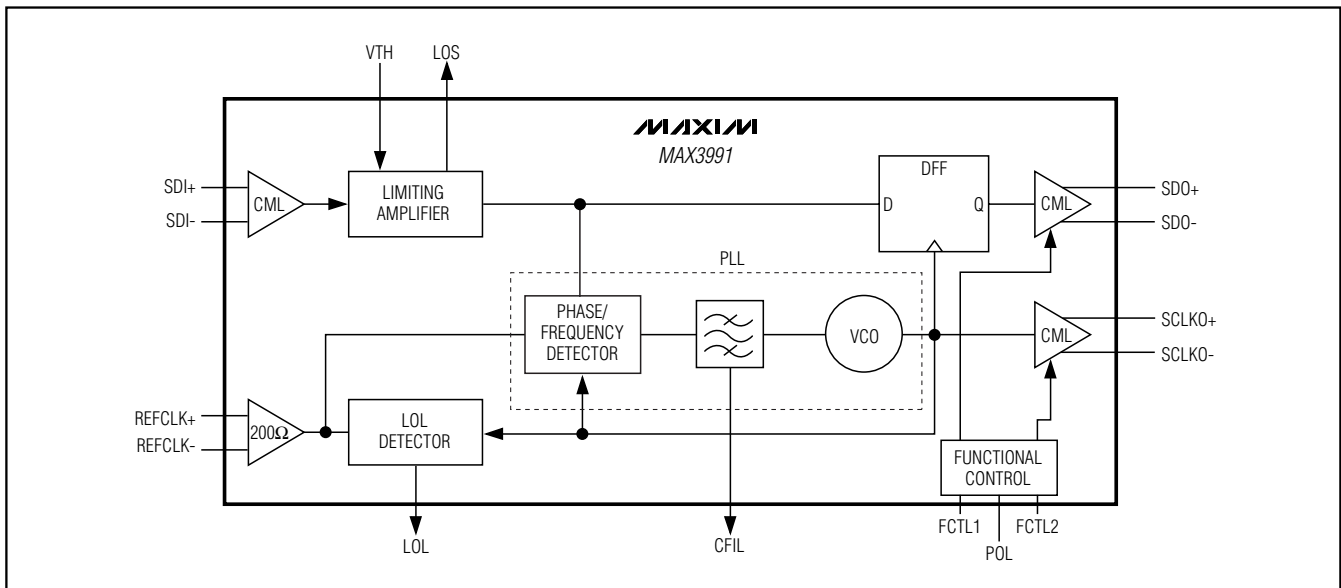 VTH
LOS
MAXIM
MAX3991
SDI+
SDI-
CML
LIMITING
AMPLIFIER
DFF
D
Q
CML
SDO+
SDO-
PLL
PHASE/
FREQUENCY
DETECTOR
VCO
CML
SCLKO+
SCLKO-
REFCLK+
REFCLK-
200Ω
LOL
DETECTOR
FUNCTIONAL
CONTROL
LOL
CFIL
FCTL1
POL
FCTL2